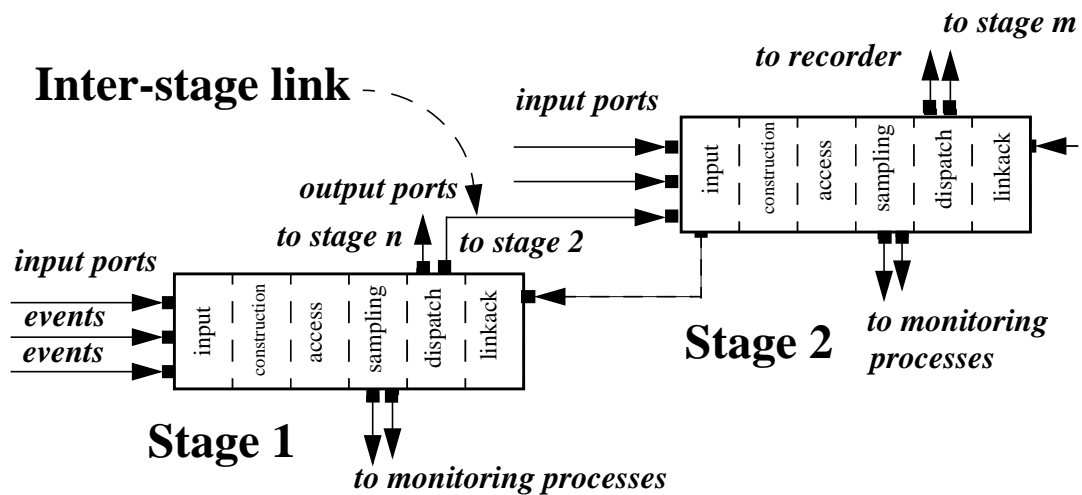 to stage m
to recorder
Inter-stage link
input ports
input
construction
access
sampling
dispatch
linkack
output ports
to stage n
to stage 2
input ports
events
events
input
construction
access
sampling
dispatch
linkack
to monitoring
processes
Stage 2
Stage 1
to monitoring processes